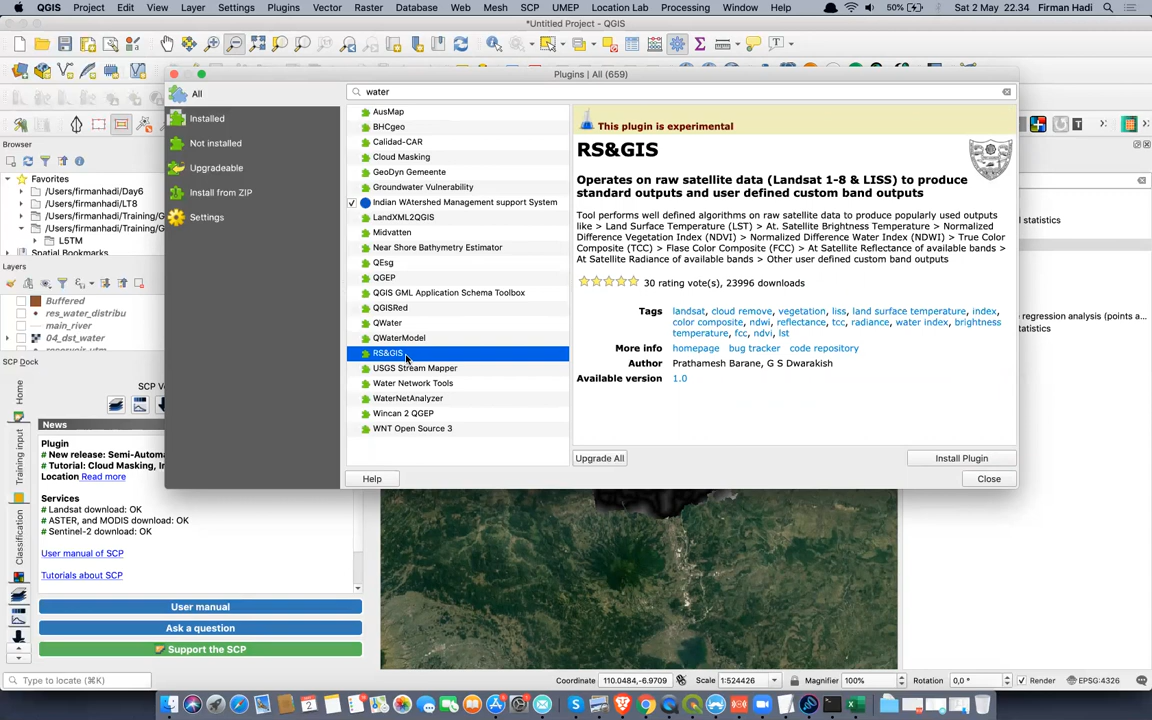 QGIS Project Edit View Layer Settings Plugins Vector Raster Database Web Mesh SCP UMEP Location Lab Processing Window Help 50% Sat 2 May 22.34 Firman Hadi
*Untitled Project - QGIS
Plugins | All (659)
All
water
Installed
Not installed
Upgradeable
Install from ZIP
Settings
AusMap
BHCgeo
Calidad-CAR
Cloud Masking
GeoDyn Gemeente
Groundwater Vulnerability
Indian WAtershed Management support System
LandXML2QGIS
Midvatten
Near Shore Bathymetry Estimator
QEsg
QGEP
QGIS GML Application Schema Toolbox
QGISRed
QWater
QWaterModel
RS&GIS
USGS Stream Mapper
Water Network Tools
WaterNetAnalyzer
Wincan 2 QGEP
WNT Open Source 3
This plugin is experimental
RS&GIS
Operates on raw satellite data (Landsat 1-8 & LISS) to produce
standard outputs and user defined custom band outputs
Tool performs well defined algorithms on raw satellite data to produce popularly used outputs
like > Land Surface Temperature (LST) > At. Satellite Brightness Temperature > Normalized
Difference Vegetation Index (NDVI) > Normalized Difference Water Index (NDWI) > True Color
Composite (TCC) > Flase Color Composite (FCC) > At Satellite Reflectance of available bands >
At Satellite Radiance of available bands > Other user defined custom band outputs
30 rating vote(s), 23996 downloads
Tags landsat, cloud remove, vegetation, liss, land surface temperature, index,
color composite, ndwi, reflectance, tcc, radiance, water index, brightness
temperature, fcc, ndvi, lst
More info homepage bug tracker code repository
Author Prathamesh Barane, G S Dwarakish
Available version 1.0
Upgrade All
Install Plugin
Help
Close
Browser
Favorites
/Users/firmanhadi/Day6
/Users/firmanhadi/LT8
/Users/firmanhadi/Training/
/Users/firmanhadi/Training/G
L5TM
Spatial Bookmarks
Layers
Buffered
res_water_distribu
main_river
04_dst_water
reservoir_utm
SCP Dock
SCP V
News
Plugin
# New release: Semi-Autom
# Tutorial: Cloud Masking, In
Location Read more
Services
# Landsat download: OK
# ASTER, and MODIS download: OK
# Sentinel-2 download: OK
User manual of SCP
Tutorials about SCP
User manual
Ask a question
Support the SCP
Home
Training input
Classification
statistics
e regression analysis (points a...
tistics
Type to locate (⌘K)
Coordinate 110.0484,-6.9709
Scale 1:524426
Magnifier 100%
Rotation 0,0 °
Render
EPSG:4326